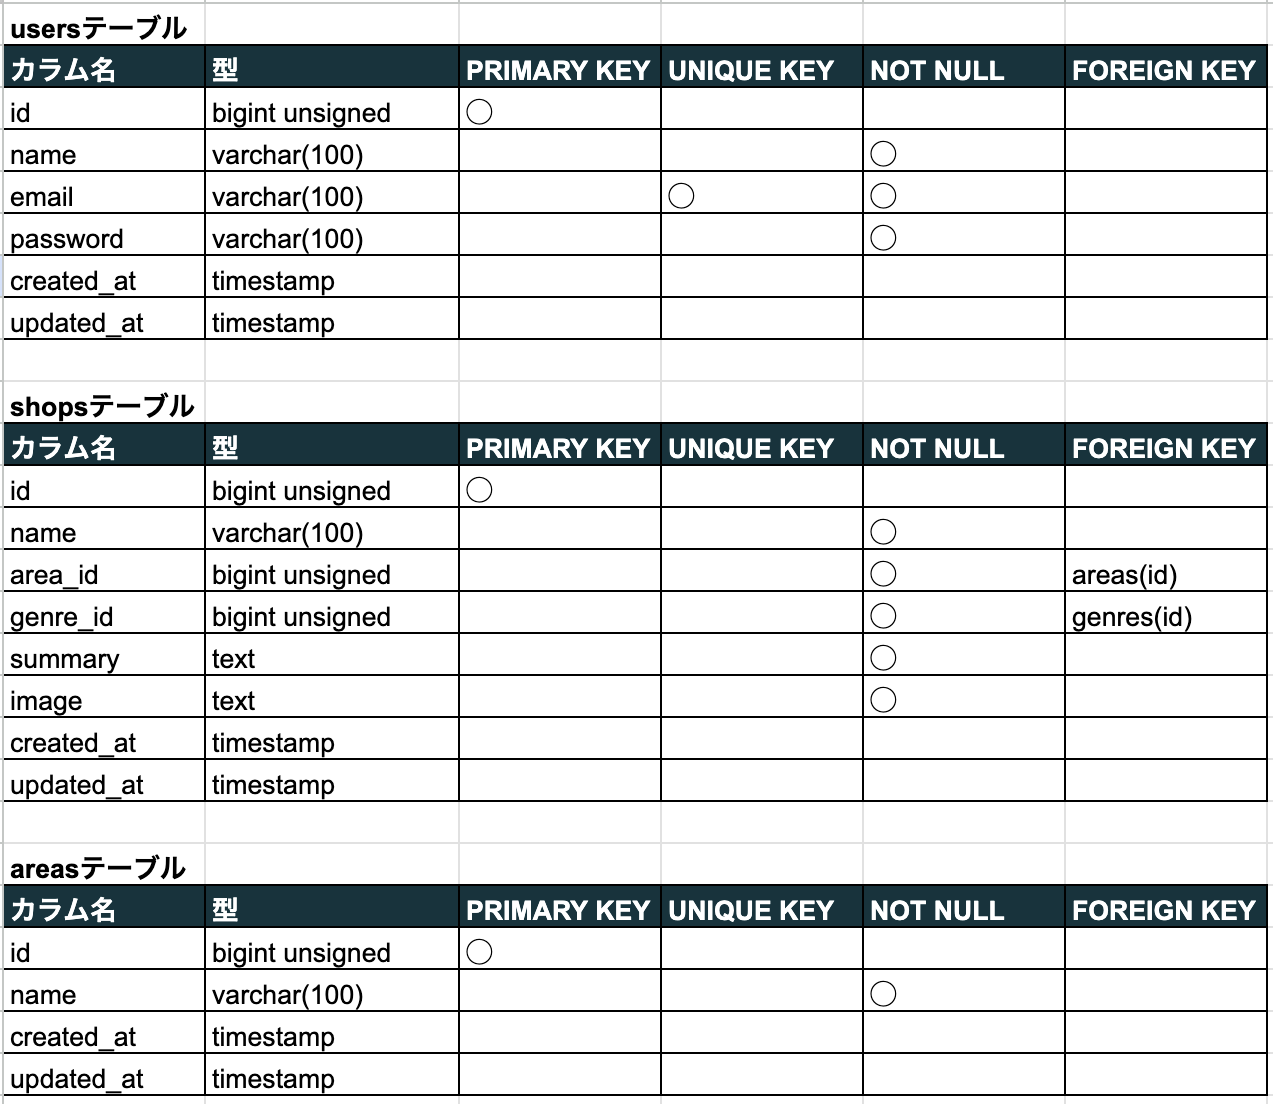 usersテーブル
カラム名 型 PRIMARY KEY UNIQUE KEY NOT NULL FOREIGN KEY
id bigint unsigned ◯
name varchar(100) ◯
email varchar(100) ◯ ◯
password varchar(100) ◯
created_at timestamp
updated_at timestamp
shopsテーブル
カラム名 型 PRIMARY KEY UNIQUE KEY NOT NULL FOREIGN KEY
id bigint unsigned ◯
name varchar(100) ◯
area_id bigint unsigned ◯ areas(id)
genre_id bigint unsigned ◯ genres(id)
summary text ◯
image text ◯
created_at timestamp
updated_at timestamp
areasテーブル
カラム名 型 PRIMARY KEY UNIQUE KEY NOT NULL FOREIGN KEY
id bigint unsigned ◯
name varchar(100) ◯
created_at timestamp
updated_at timestamp